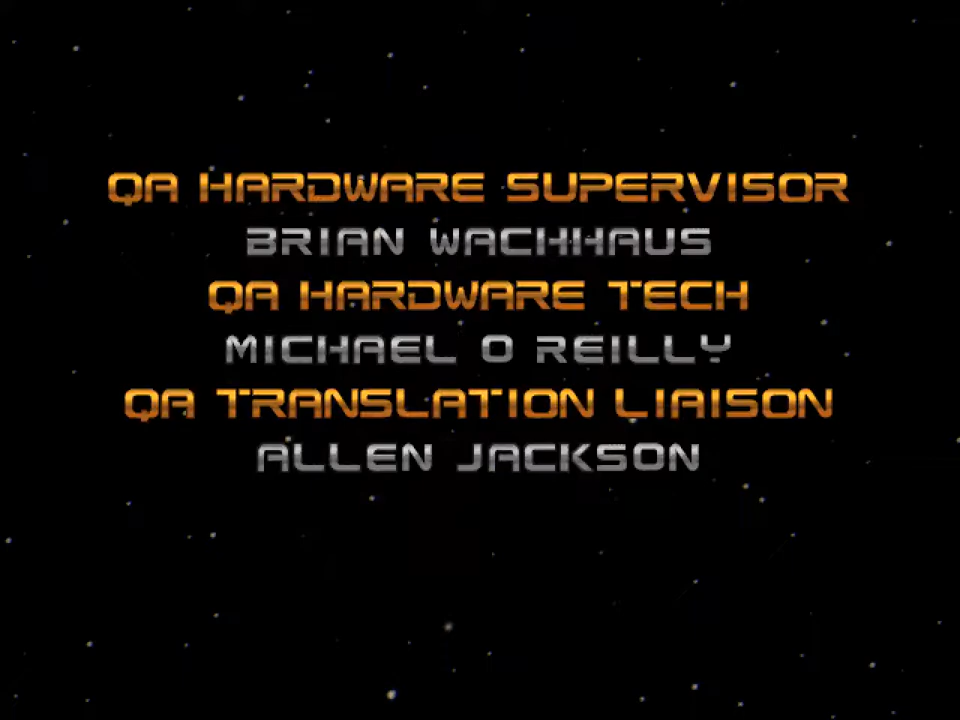 QA HARDWARE SUPERVISOR
BRIAN WACHHAUS
QA HARDWARE TECH
MICHAEL O REILLY
QA TRANSLATION LIAISON
ALLEN JACKSON